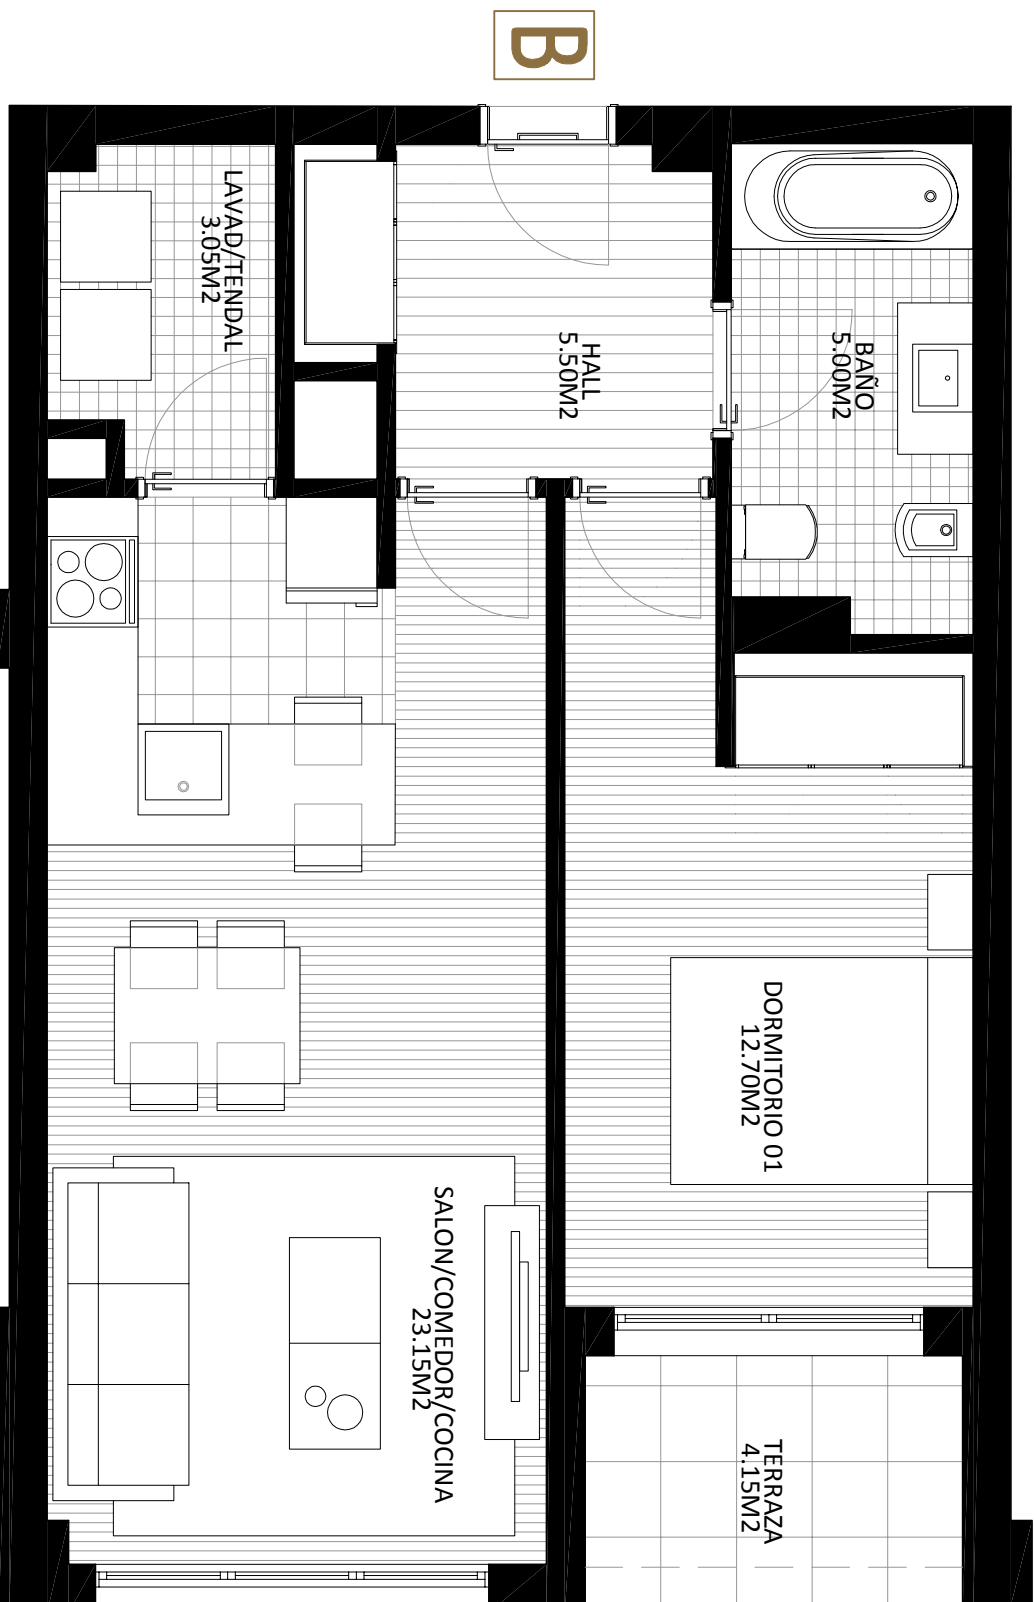 B
LAVAD/TENDAL
3.05M2
HALL
5.50M2
BAÑO
5.00M2
DORMITORIO 01
12.70M2
SALON/COMEDOR/COCINA
23.15M2
TERRAZA
4.15M2